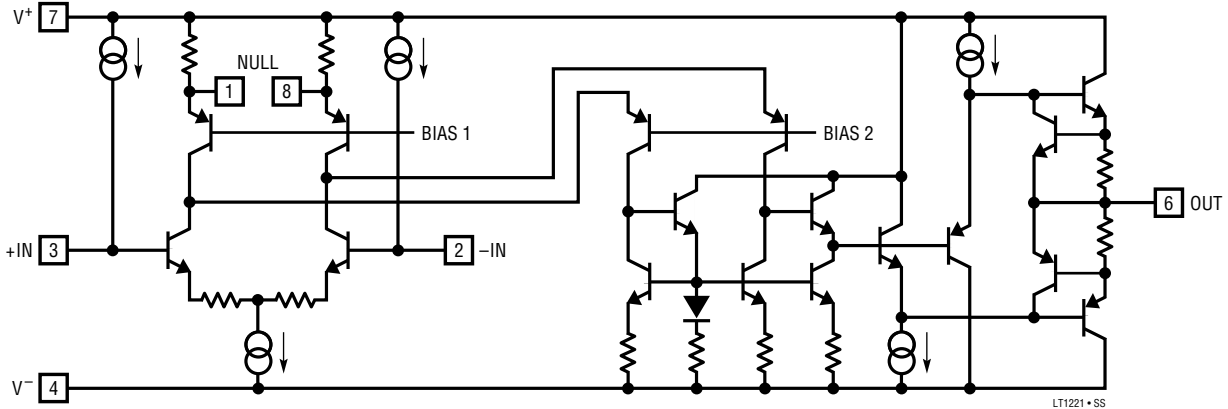 V+ 7
NULL
1
8
BIAS 1
BIAS 2
+IN 3
2 –IN
6 OUT
V– 4
LT1221 • SS